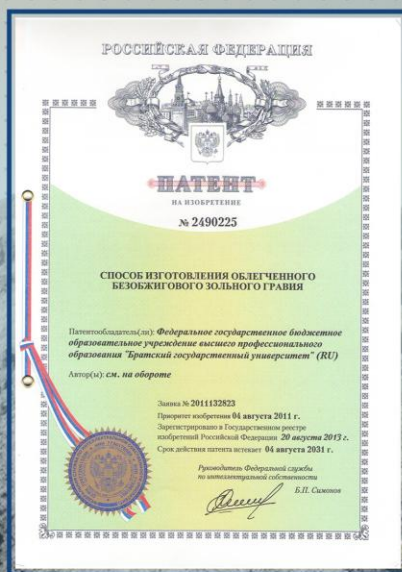 РОССИЙСКАЯ ФЕДЕРАЦИЯ
ПАТЕНТ
НА ИЗОБРЕТЕНИЕ
№ 2490225
СПОСОБ ИЗГОТОВЛЕНИЯ ОБЛЕГЧЕННОГО
БЕЗОБЖИГОВОГО ЗОЛЬНОГО ГРАВИЯ
Патентообладатель(ли): Федеральное государственное бюджетное
образовательное учреждение высшего профессионального
образования "Братский государственный университет" (RU)
Автор(ы): см. на обороте
Заявка № 2011132823
Приоритет изобретения 04 августа 2011 г.
Зарегистрировано в Государственном реестре
изобретений Российской Федерации 20 августа 2013 г.
Срок действия патента истекает 04 августа 2031 г.
Руководитель Федеральной службы
по интеллектуальной собственности
Б.П. Симонов